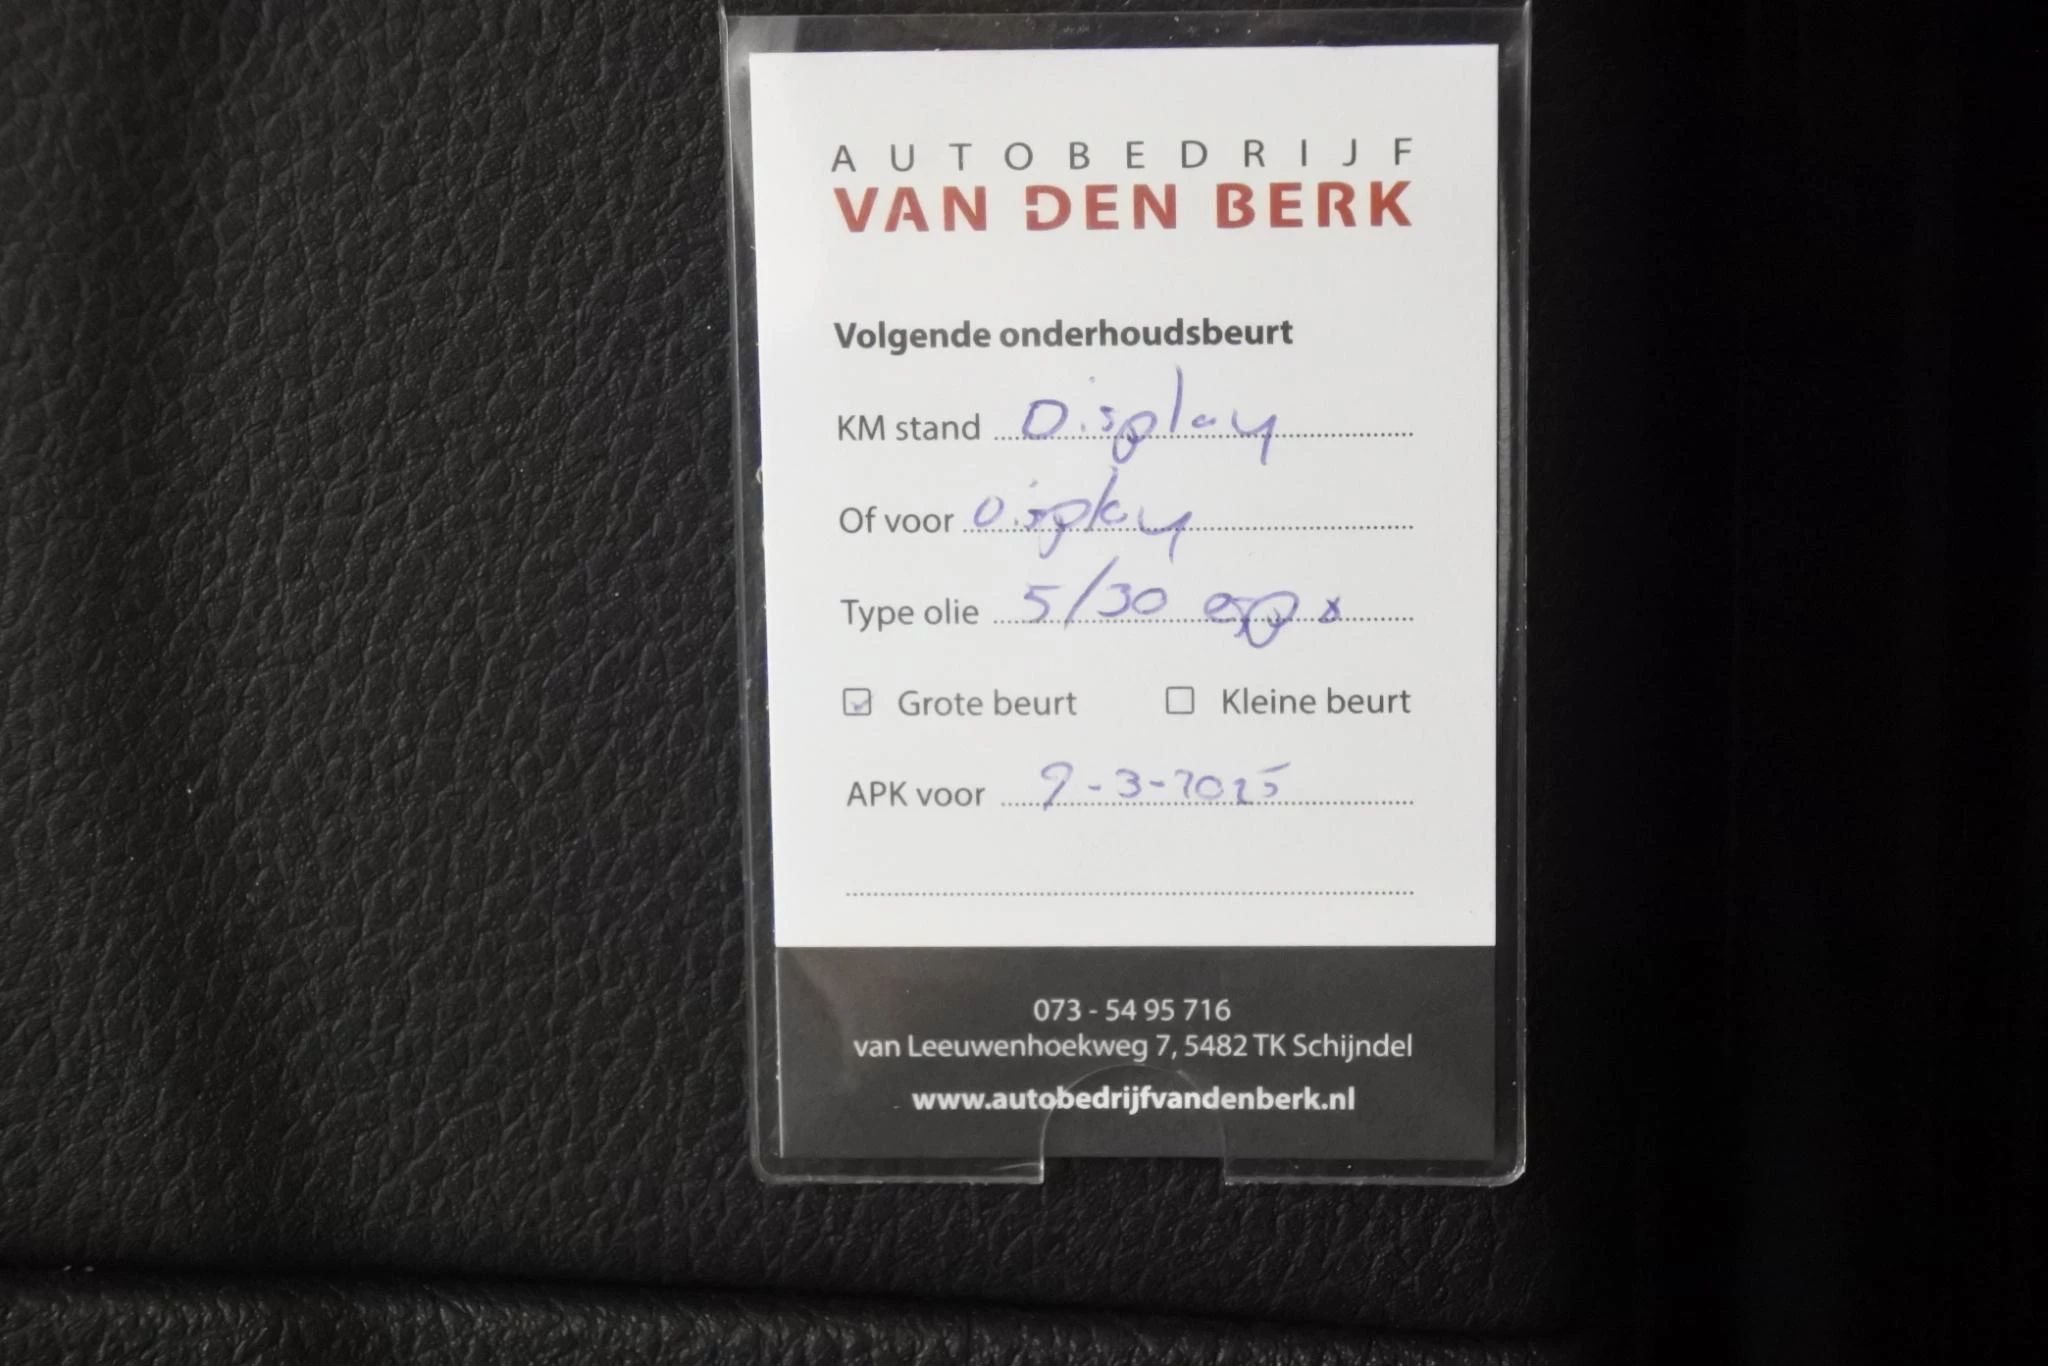 AUTOBEDRIJF
VAN DEN BERK
Volgende onderhoudsbeurt
KM stand Display
Of voor Display
Type olie 5/30
Grote beurt Kleine beurt
APK voor 9-3-2025
073 - 54 95 716
van Leeuwenhoekweg 7, 5482 TK Schijndel
www.autobedrijfvandenberk.nl